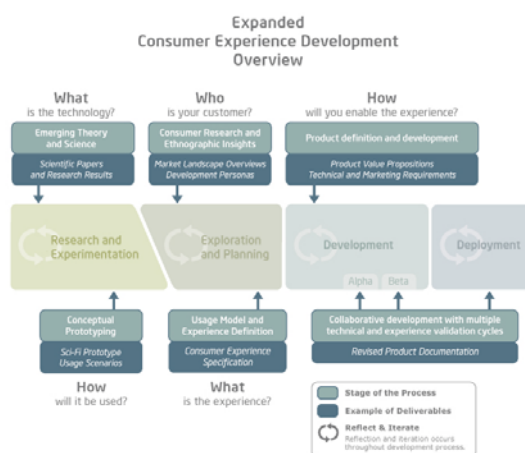 Expanded
Consumer Experience Development
Overview
What
is the technology?
Who
is your customer?
How
will you enable the experience?
Emerging Theory
and Science
Scientific Papers
and Research Results
Consumer Research and
Ethnographic Insights
Market Landscape Overviews
Development Personas
Product definition and development
Product Value Propositions
Technical and Marketing Requirements
Research and
Experimentation
Exploration
and Planning
Development
Alpha
Beta
Deployment
Conceptual
Prototyping
Sci-Fi Prototype
Usage Scenarios
Usage Model and
Experience Definition
Consumer Experience
Specification
Collaborative development with multiple
technical and experience validation cycles
Revised Product Documentation
How
will it be used?
What
is the experience?
Stage of the Process
Example of Deliverables
Reflect & Iterate
Reflection and iteration occurs
throughout development process.